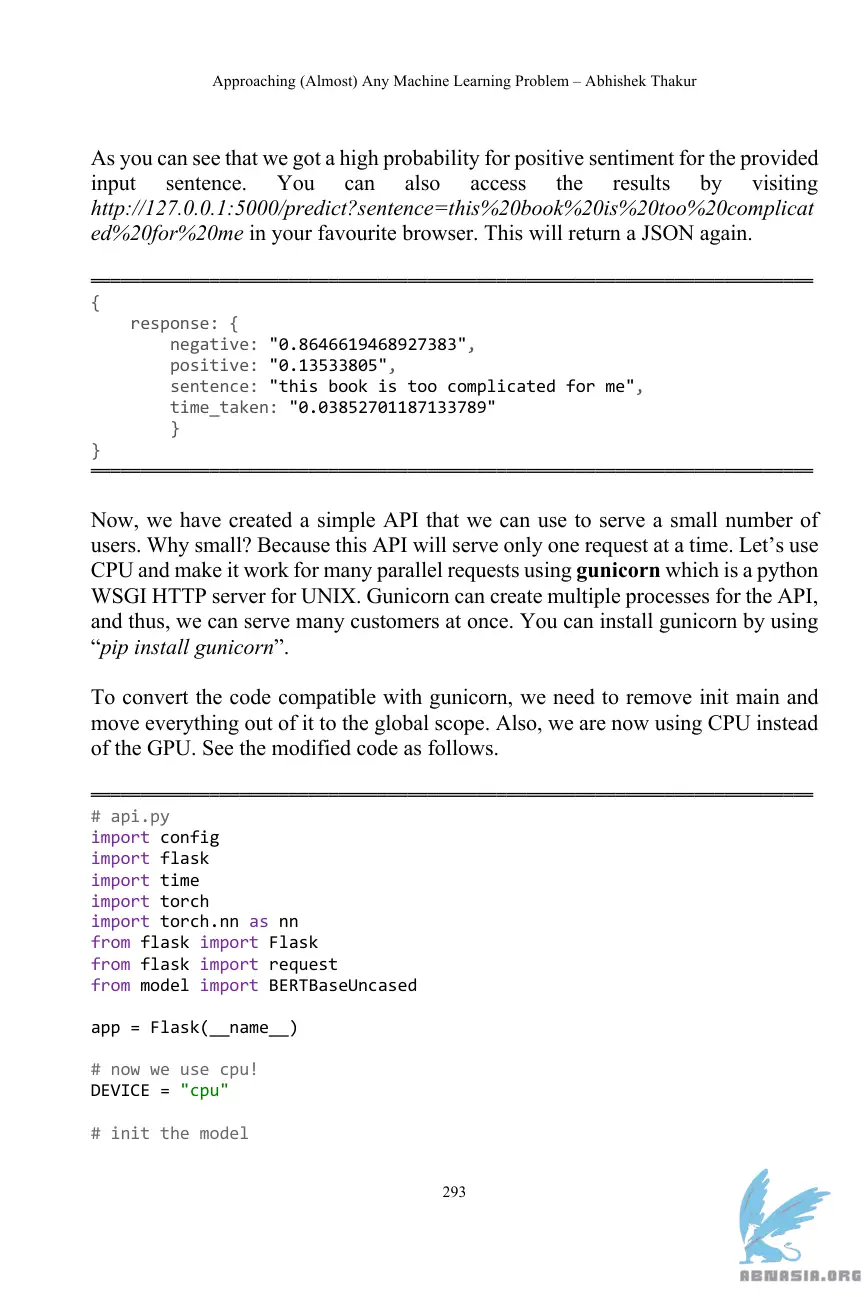 Approaching (Almost) Any Machine Learning Problem – Abhishek Thakur
As you can see that we got a high probability for positive sentiment for the provided
input sentence. You can also access the results by visiting
http://127.0.0.1:5000/predict?sentence=this%20book%20is%20too%20complicat
ed%20for%20me in your favourite browser. This will return a JSON again.
{
    response: {
        negative: "0.8646619468927383",
        positive: "0.13533805",
        sentence: "this book is too complicated for me",
        time_taken: "0.03852701187133789"
        }
}
Now, we have created a simple API that we can use to serve a small number of
users. Why small? Because this API will serve only one request at a time. Let’s use
CPU and make it work for many parallel requests using gunicorn which is a python
WSGI HTTP server for UNIX. Gunicorn can create multiple processes for the API,
and thus, we can serve many customers at once. You can install gunicorn by using
“pip install gunicorn”.
To convert the code compatible with gunicorn, we need to remove init main and
move everything out of it to the global scope. Also, we are now using CPU instead
of the GPU. See the modified code as follows.
# api.py
import config
import flask
import time
import torch
import torch.nn as nn
from flask import Flask
from flask import request
from model import BERTBaseUncased
app = Flask(__name__)
# now we use cpu!
DEVICE = "cpu"
# init the model
293
ABNASIA.ORG